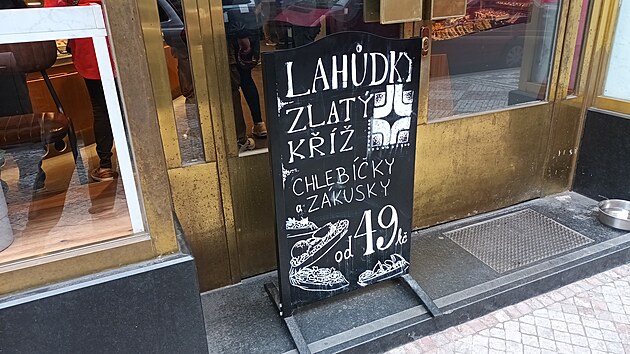 LAHŮDKY
ZLATÝ
KŘÍŽ
CHLEBÍČKY
a ZÁKUSKY
od 49 Kč